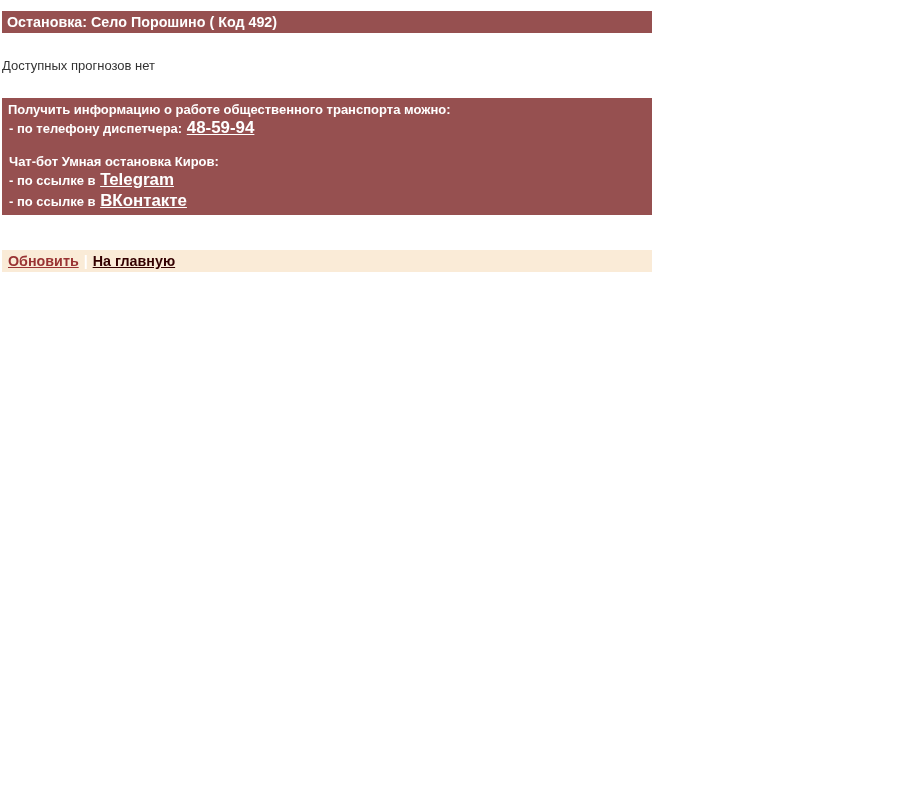 Остановка: Село Порошино ( Код 492)
Доступных прогнозов нет
Получить информацию о работе общественного транспорта можно:
- по телефону диспетчера: 48-59-94
Чат-бот Умная остановка Киров:
- по ссылке в Telegram
- по ссылке в ВКонтакте
Обновить | На главную